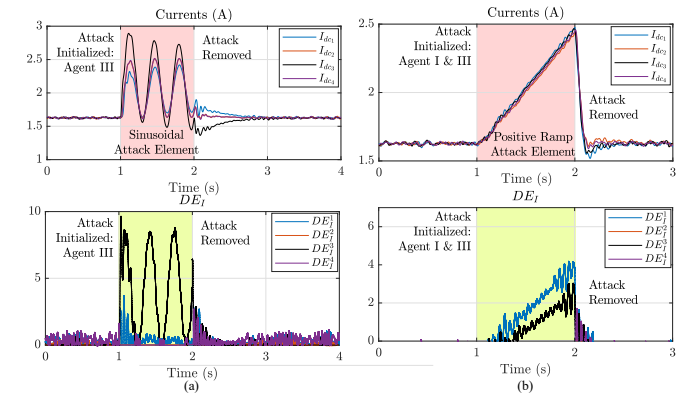 Currents (A)
3
2.5
2
1.5
1
Attack
Initialized:
Agent III
Attack
Removed
I_dc1
I_dc2
I_dc3
I_dc4
Sinusoidal
Attack Element
0 1 2 3 4
Time (s)
Currents (A)
2.5
2
1.5
Attack
Initialized:
Agent I & III
I_dc1
I_dc2
I_dc3
I_dc4
Attack
Removed
Positive Ramp
Attack Element
0 1 2 3
Time (s)
DE_I
10
5
0
Attack
Initialized:
Agent III
Attack
Removed
DE_I^1
DE_I^2
DE_I^3
DE_I^4
0 1 2 3 4
Time (s)
(a)
DE_I
6
4
2
0
Attack
Initialized:
Agent I & III
DE_I^1
DE_I^2
DE_I^3
DE_I^4
Attack
Removed
0 1 2 3
Time (s)
(b)